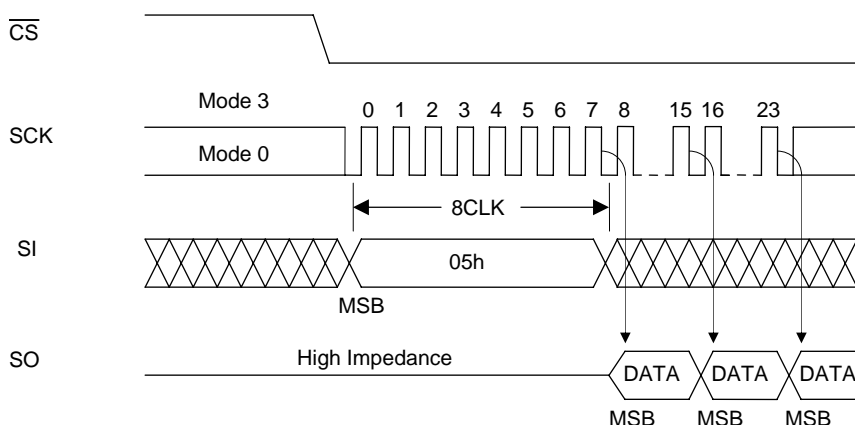 CS
Mode 3
0 1 2 3 4 5 6 7 8 15 16 23
SCK
Mode 0
8CLK
SI
05h
MSB
High Impedance
SO
DATA DATA DATA
MSB MSB MSB